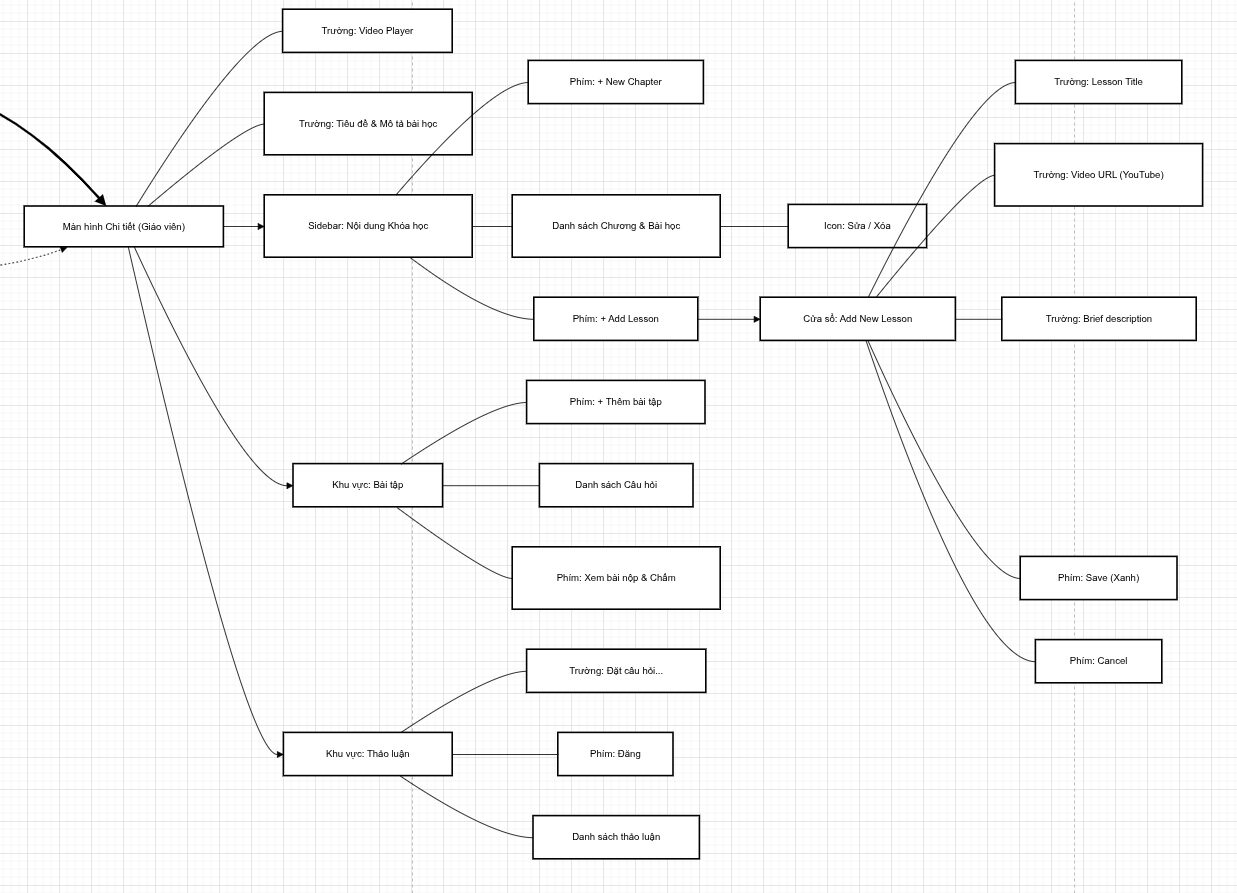 Trường: Video Player
Phím: + New Chapter
Trường: Lesson Title
Trường: Tiêu đề & Mô tả bài học
Trường: Video URL (YouTube)
Màn hình Chi tiết (Giáo viên)
Sidebar: Nội dung Khóa học
Danh sách Chương & Bài học
Icon: Sửa / Xóa
Phím: + Add Lesson
Cửa sổ: Add New Lesson
Trường: Brief description
Phím: + Thêm bài tập
Khu vực: Bài tập
Danh sách Câu hỏi
Phím: Xem bài nộp & Chấm
Phím: Save (Xanh)
Trường: Đặt câu hỏi...
Phím: Cancel
Khu vực: Thảo luận
Phím: Đăng
Danh sách thảo luận